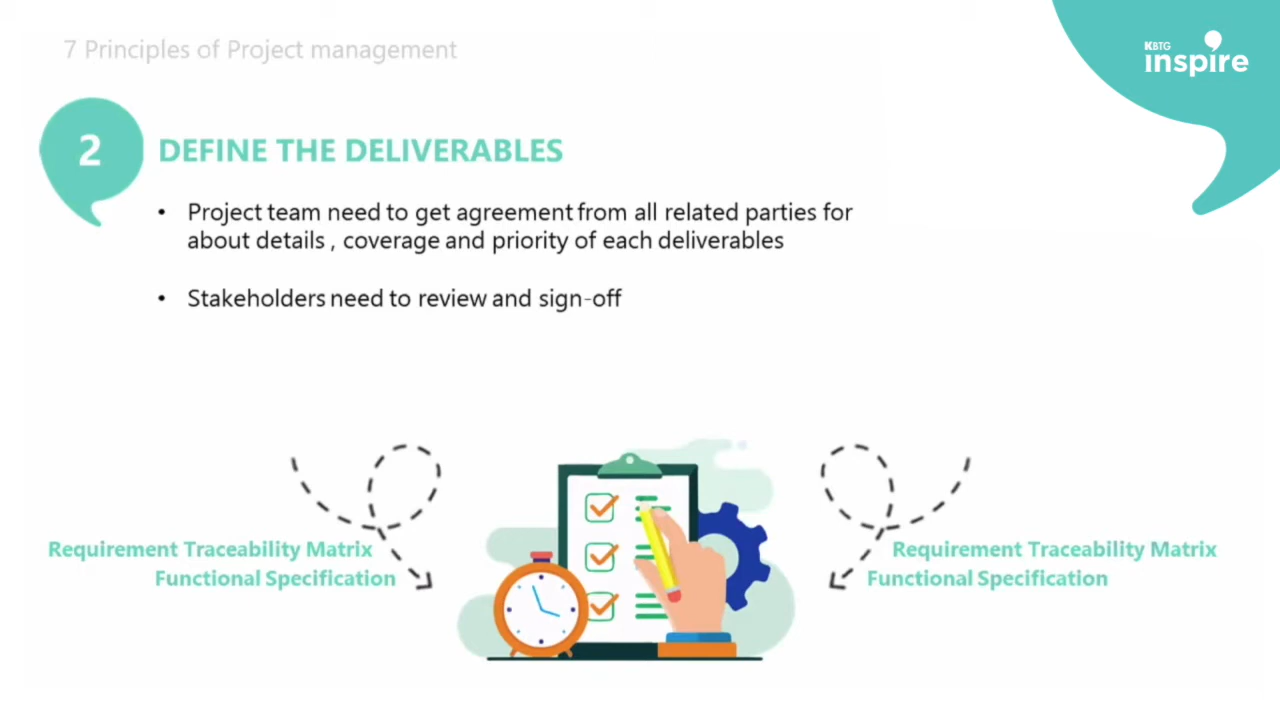 7 Principles of Project management
KBTG
inspire
2
DEFINE THE DELIVERABLES
• Project team need to get agreement from all related parties for
about details , coverage and priority of each deliverables
• Stakeholders need to review and sign-off
Requirement Traceability Matrix
Functional Specification
Requirement Traceability Matrix
Functional Specification